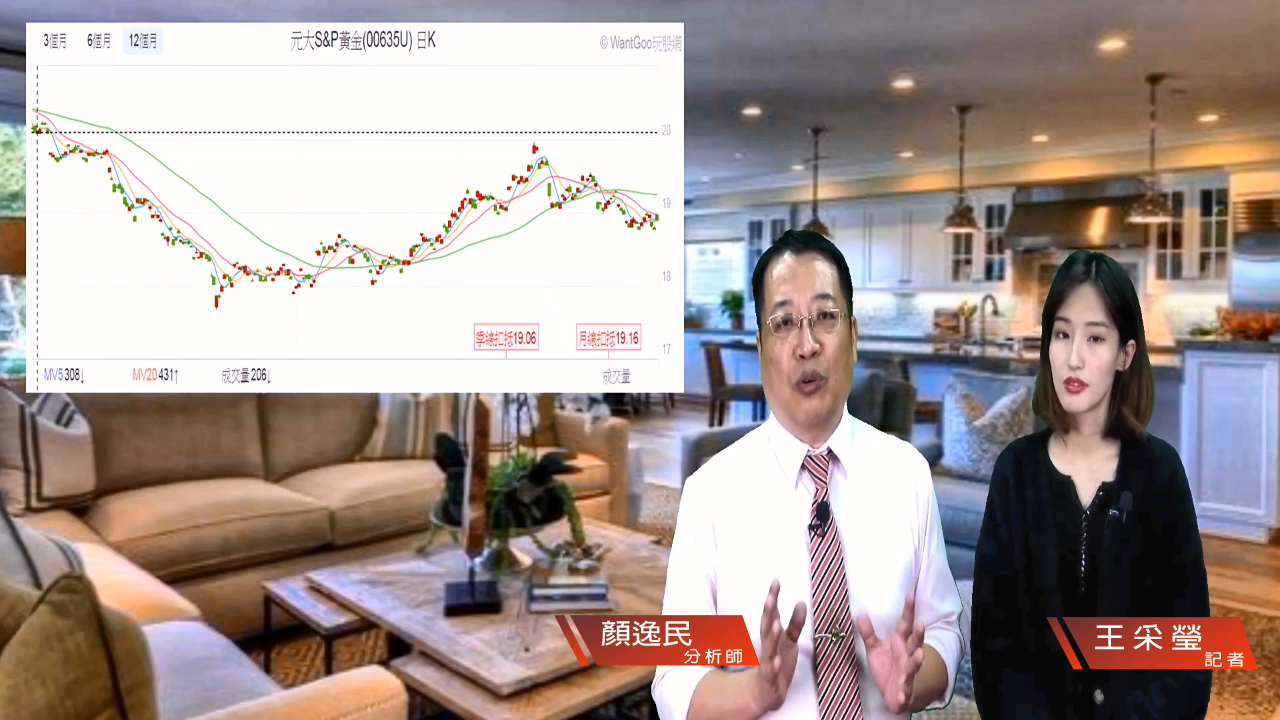 3個月 6個月 12個月 元大S&P黃金(00635U) 日K © WantGoo玩股網
20
19
18
17
季線扣抵19.06 月線扣抵19.16
MV5 308↓ MV20 431↑ 成交量 206↓ 成交量
顏逸民
分析師
王采瑩
記者